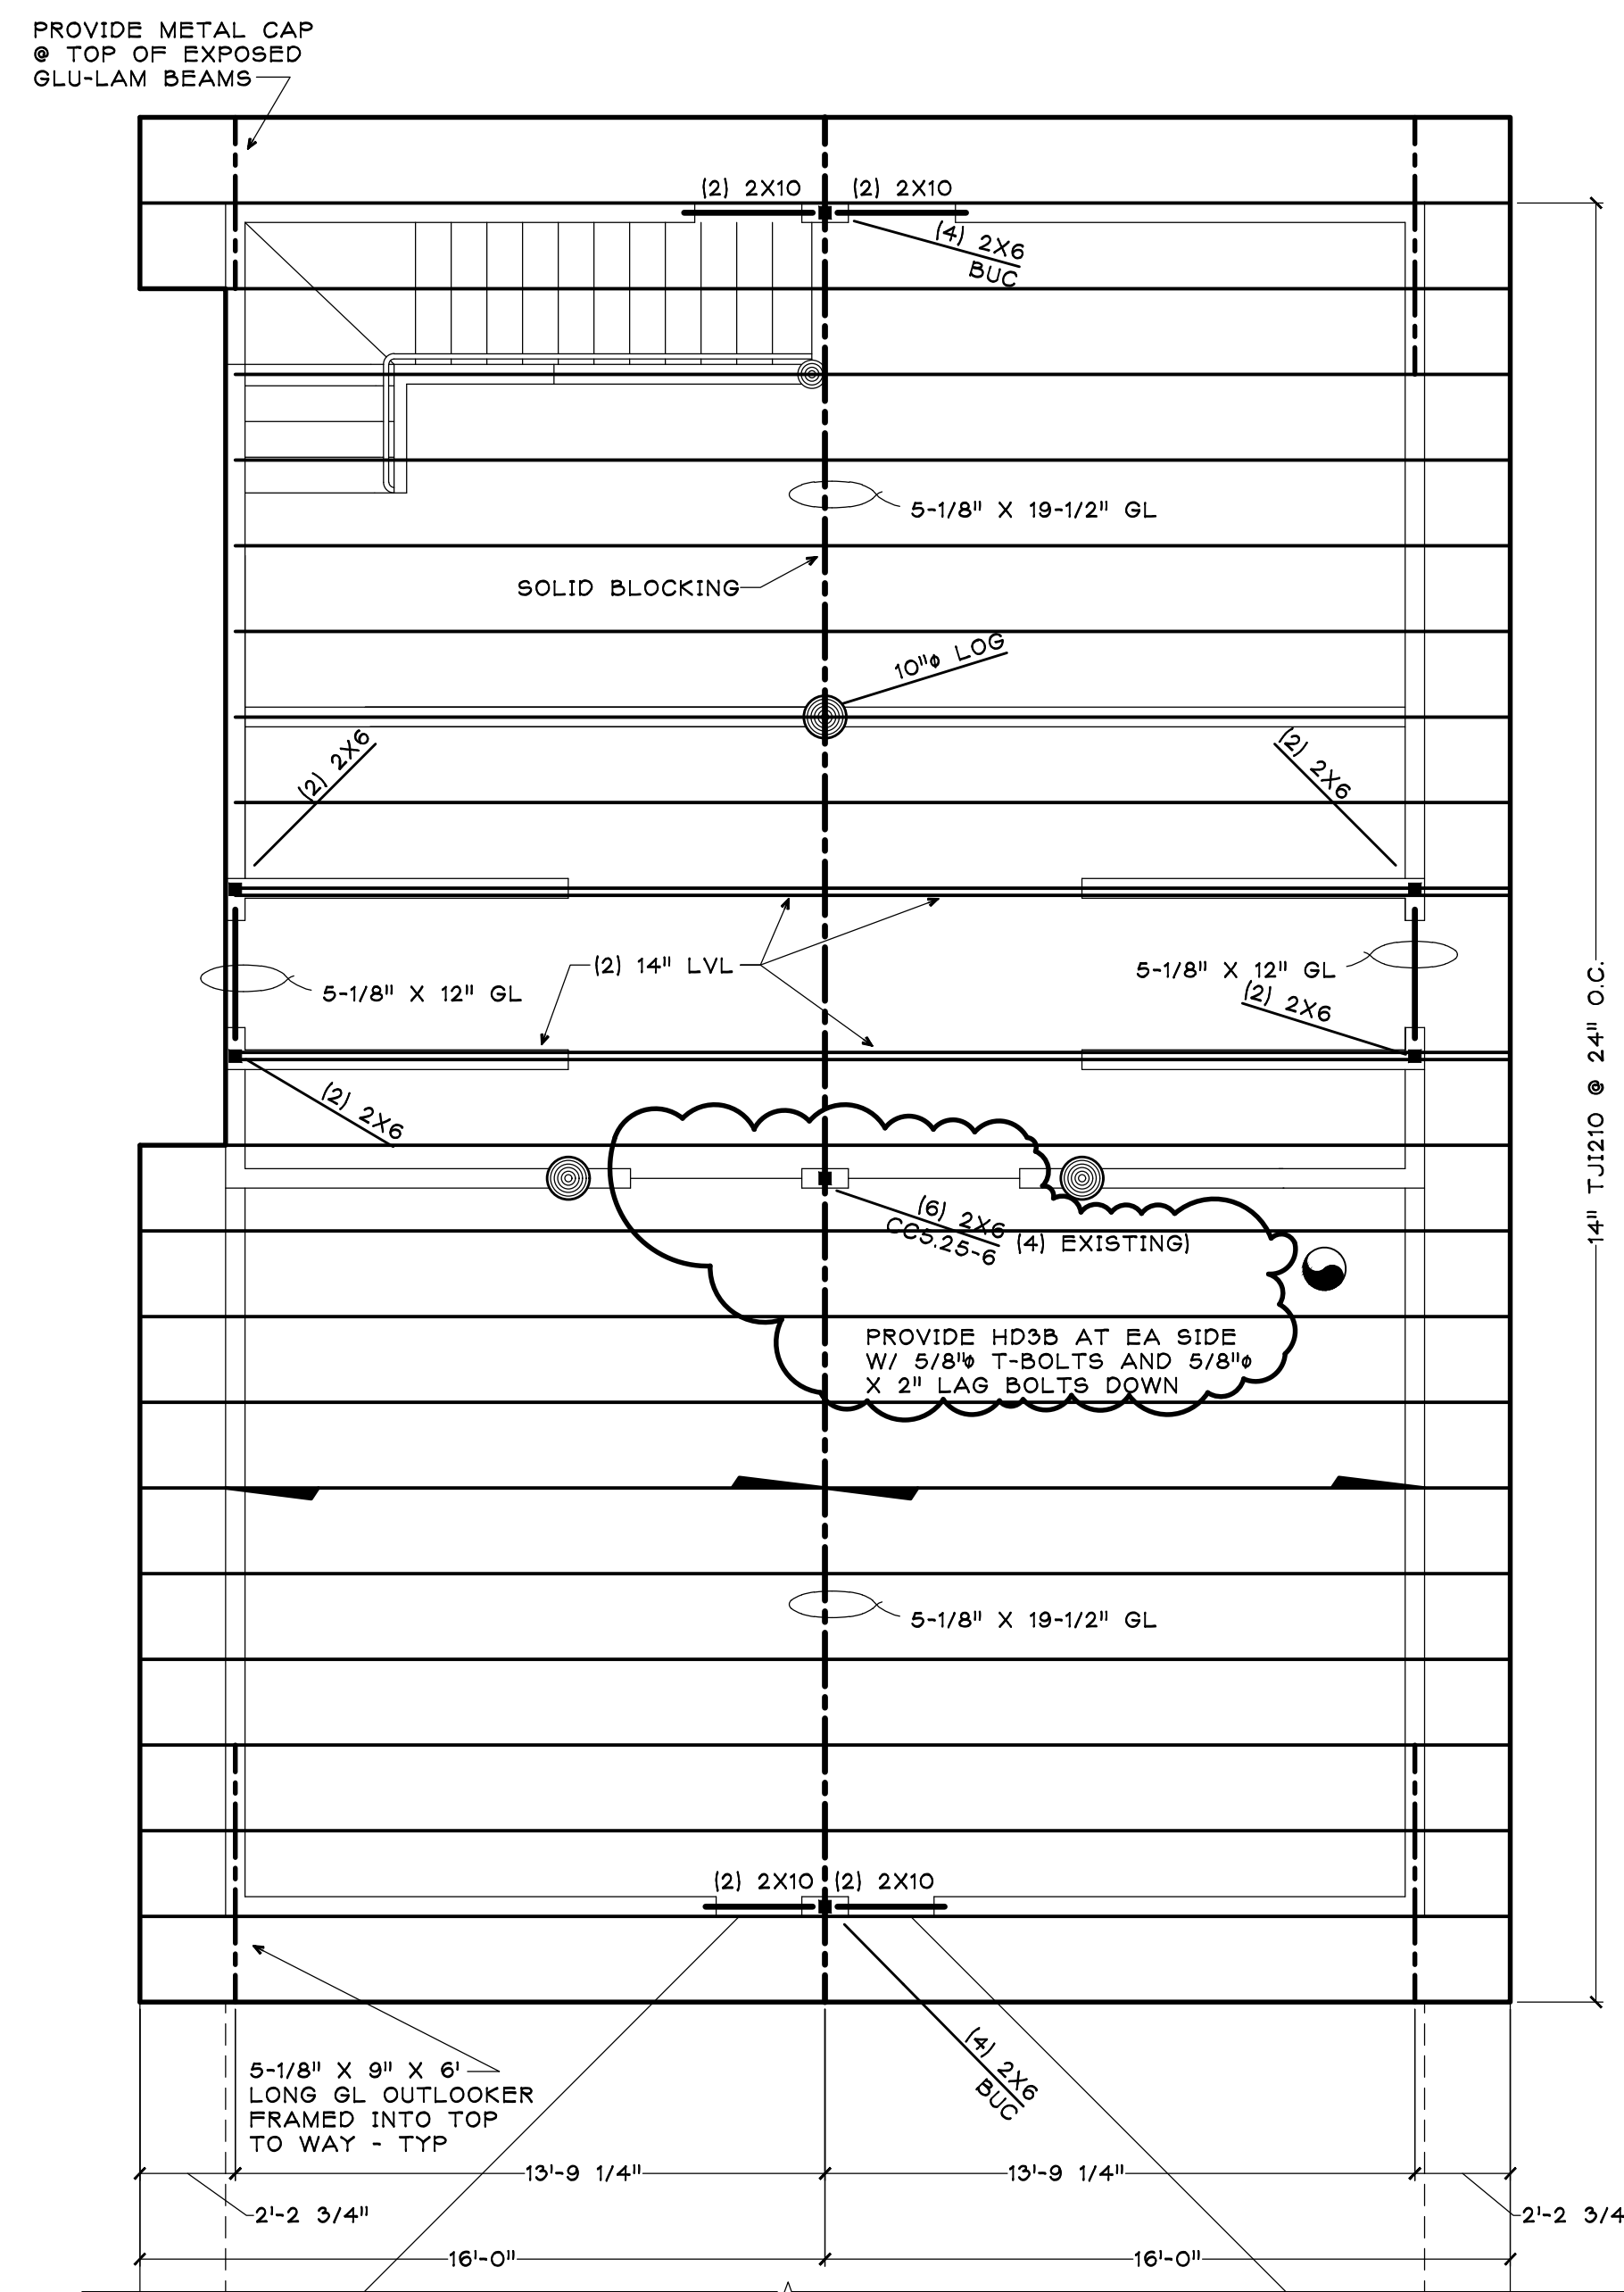 PROVIDE METAL CAP
@ TOP OF EXPOSED
GLU-LAM BEAMS
(2) 2X10
(2) 2X10
(4) 2X6
BUC
5-1/8" X 19-1/2" GL
SOLID BLOCKING
10"ϕ LOG
(2) 2X6
(2) 2X6
(2) 14" LVL
5-1/8" X 12" GL
5-1/8" X 12" GL
(2) 2X6
14" TJI210 @ 24" O.C.
(2) 2X6
(6) 2X6
CC5.25-6
(4) EXISTING)
PROVIDE HD3B AT EA SIDE
W/ 5/8"ϕ T-BOLTS AND 5/8"ϕ
X 2" LAG BOLTS DOWN
5-1/8" X 19-1/2" GL
(2) 2X10
(2) 2X10
5-1/8" X 9" X 6'
LONG GL OUTLOOKER
FRAMED INTO TOP
TO WAY - TYP
(4) 2X6
BUC
13'-9 1/4"
13'-9 1/4"
2'-2 3/4"
2'-2 3/4
16'-0"
16'-0"